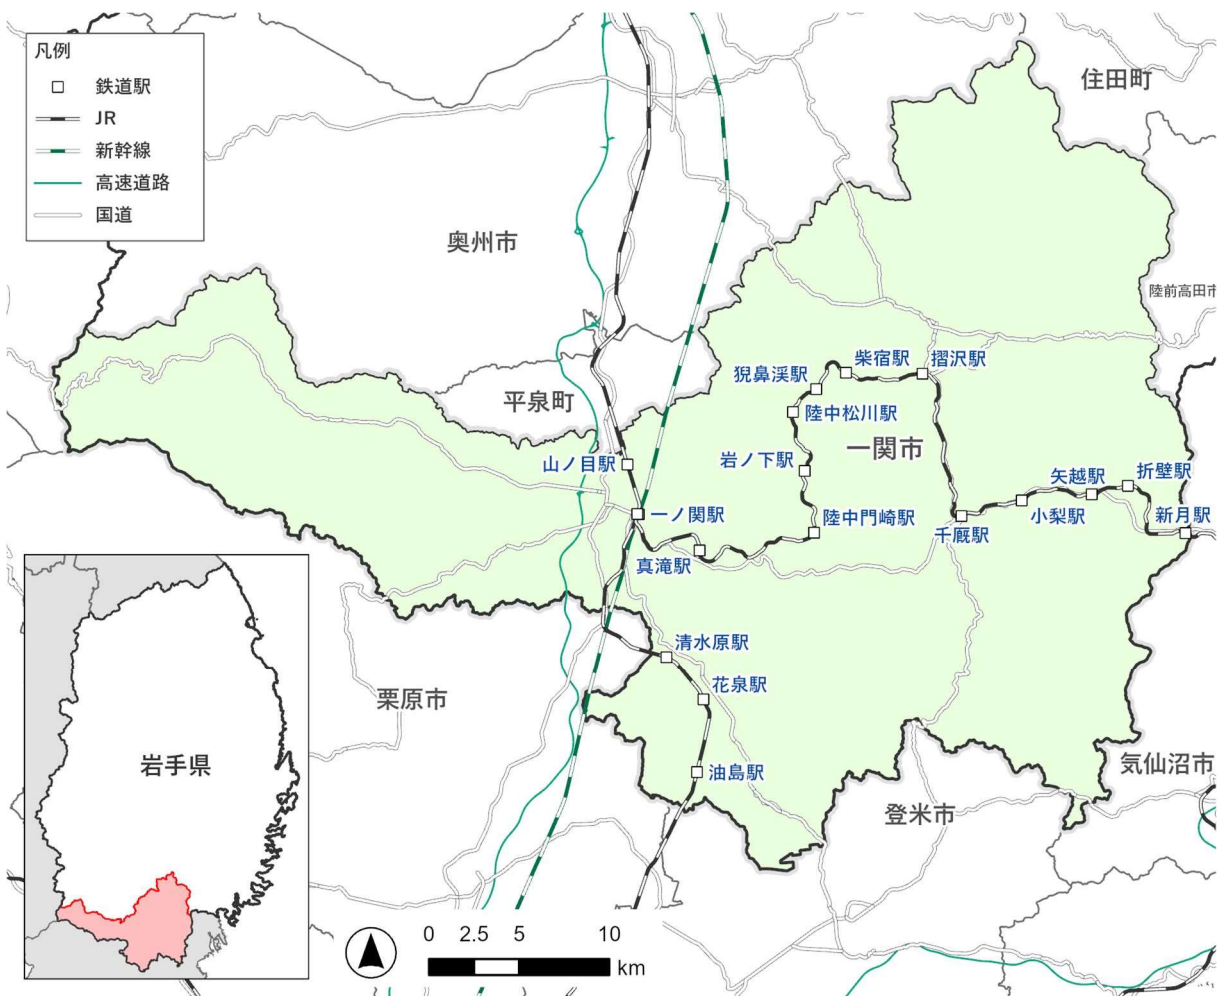 凡例
鉄道駅
JR
新幹線
高速道路
国道
住田町
奥州市
陸前高田市
柴宿駅
摺沢駅
猊鼻渓駅
平泉町
陸中松川駅
一関市
山ノ目駅
岩ノ下駅
矢越駅
折壁駅
一ノ関駅
陸中門崎駅
千厩駅
小梨駅
新月駅
真滝駅
清水原駅
花泉駅
栗原市
油島駅
気仙沼市
岩手県
登米市
0 2.5 5 10
km